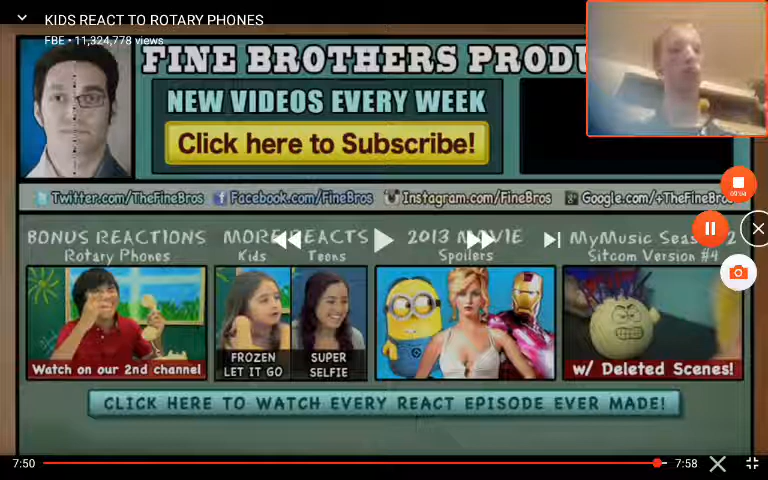 KIDS REACT TO ROTARY PHONES
FBE • 11,324,778 views
FINE BROTHERS PRODU
NEW VIDEOS EVERY WEEK
Click here to Subscribe!
00:04
Twitter.com/TheFineBros Facebook.com/FineBros Instagram.com/FineBros Google.com/+TheFineBro
BONUS REACTIONS
Rotary Phones
MORE REACTS
Kids Teens
2013 MOVIE
Spoilers
MyMusic Season 2
Sitcom Version #4
Watch on our 2nd channel
FROZEN
LET IT GO
SUPER
SELFIE
w/ Deleted Scenes!
CLICK HERE TO WATCH EVERY REACT EPISODE EVER MADE!
7:50
7:58